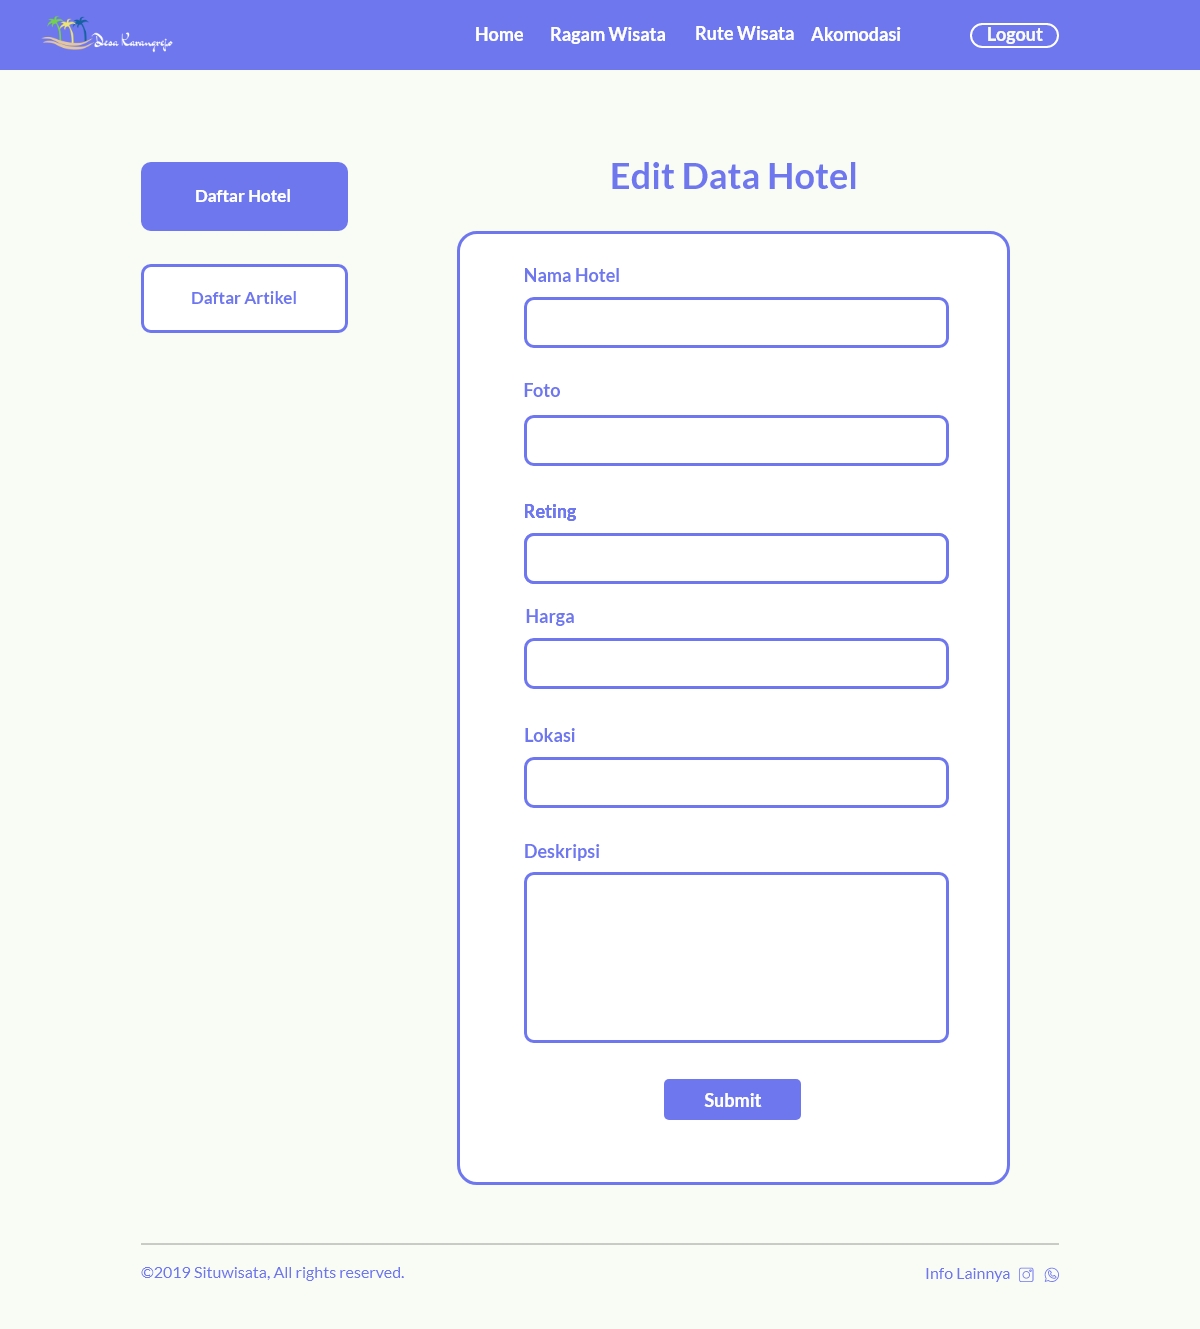 Desa Karangrejo
Home Ragam Wisata Rute Wisata Akomodasi Logout
Daftar Hotel
Daftar Artikel
Edit Data Hotel
Nama Hotel
Foto
Reting
Harga
Lokasi
Deskripsi
Submit
©2019 Situwisata, All rights reserved.
Info Lainnya